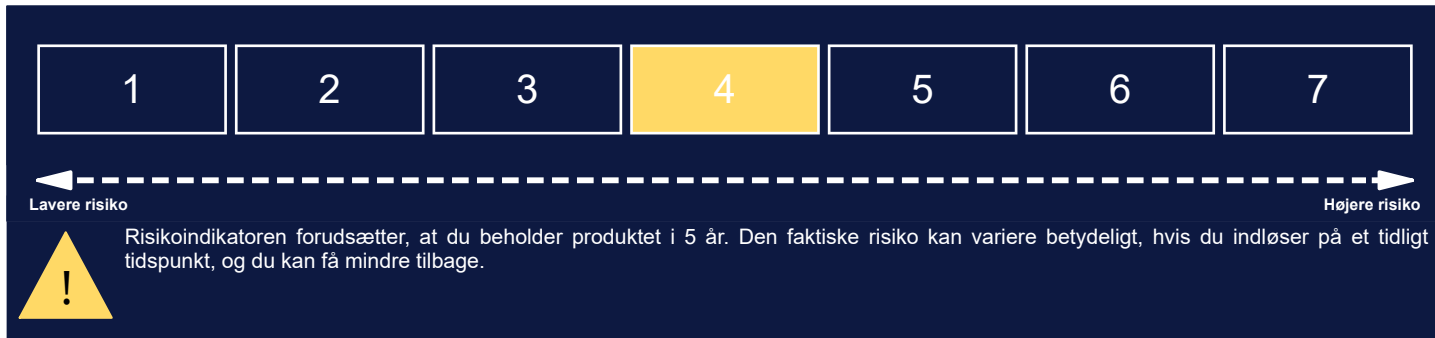 1 2 3 4 5 6 7
Lavere risiko Højere risiko
Risikoindikatoren forudsætter, at du beholder produktet i 5 år. Den faktiske risiko kan variere betydeligt, hvis du indløser på et tidligt
tidspunkt, og du kan få mindre tilbage.
!